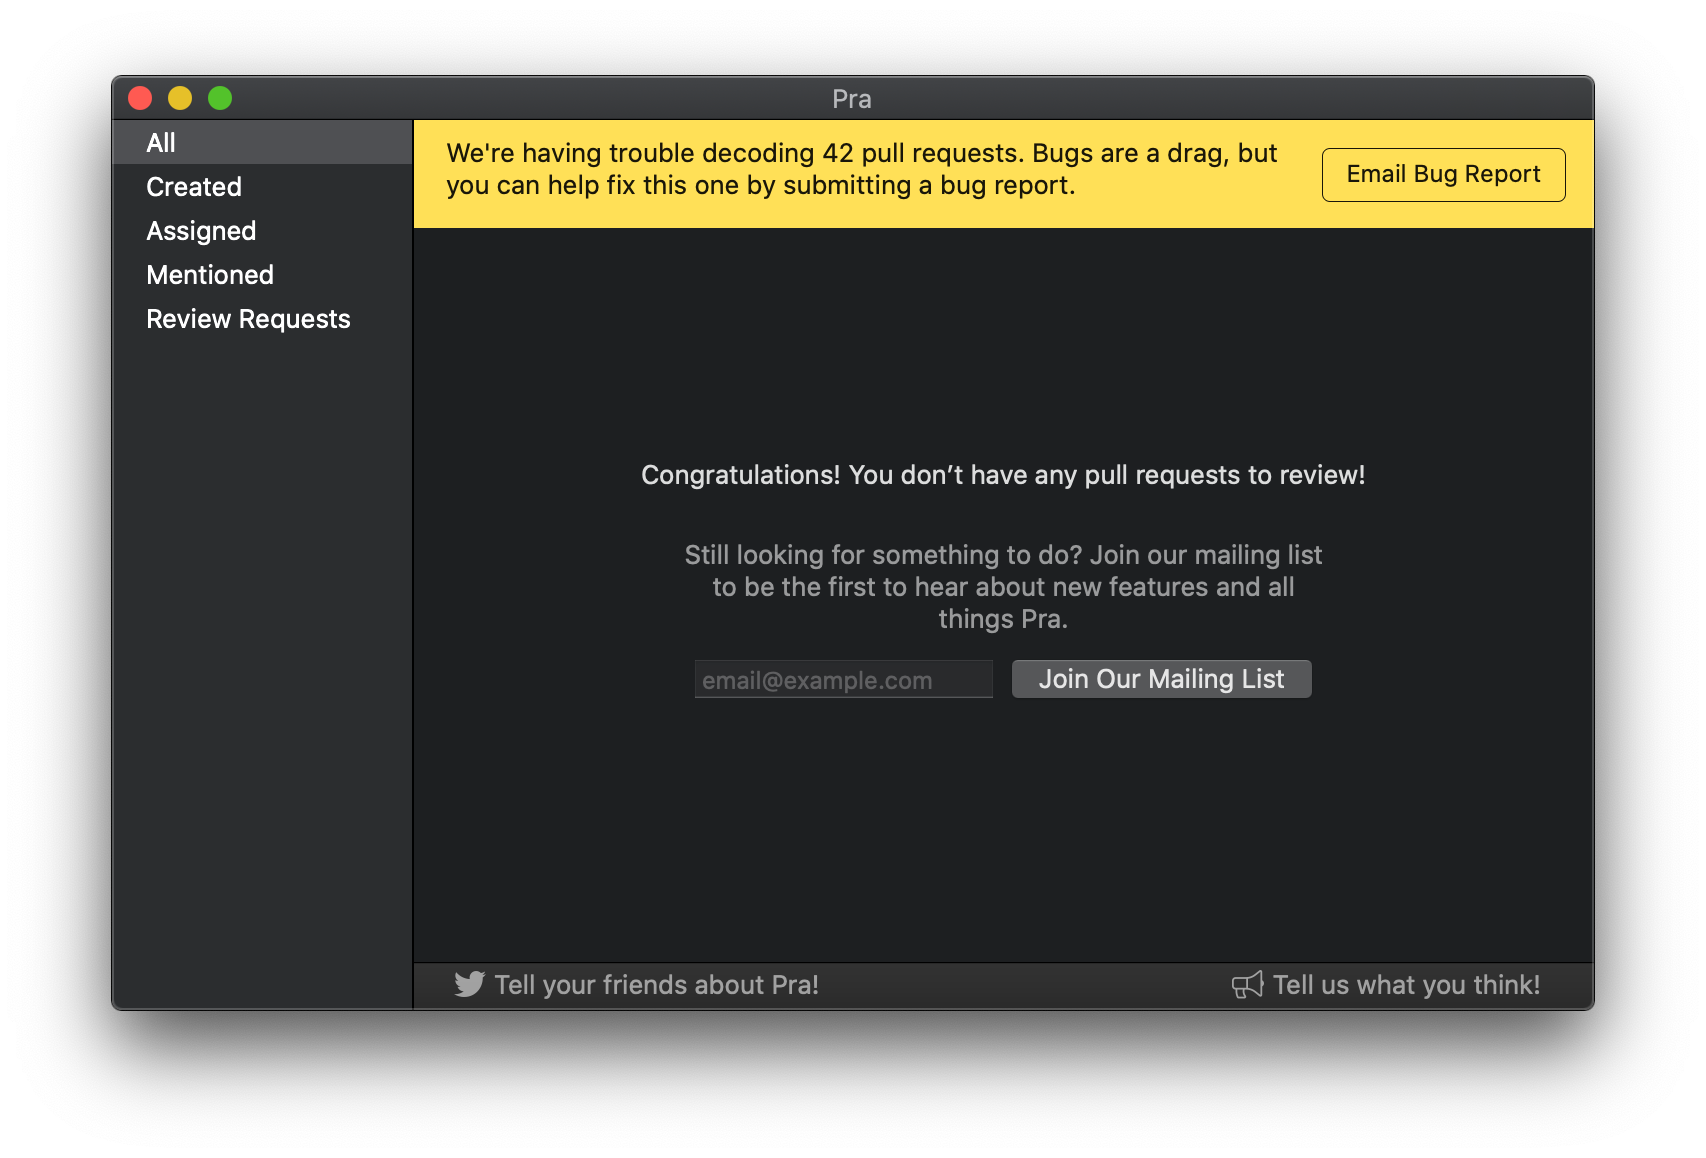 Pra
All
Created
Assigned
Mentioned
Review Requests
We're having trouble decoding 42 pull requests. Bugs are a drag, but
you can help fix this one by submitting a bug report.
Email Bug Report
Congratulations! You don’t have any pull requests to review!
Still looking for something to do? Join our mailing list
to be the first to hear about new features and all
things Pra.
email@example.com
Join Our Mailing List
Tell your friends about Pra!
Tell us what you think!